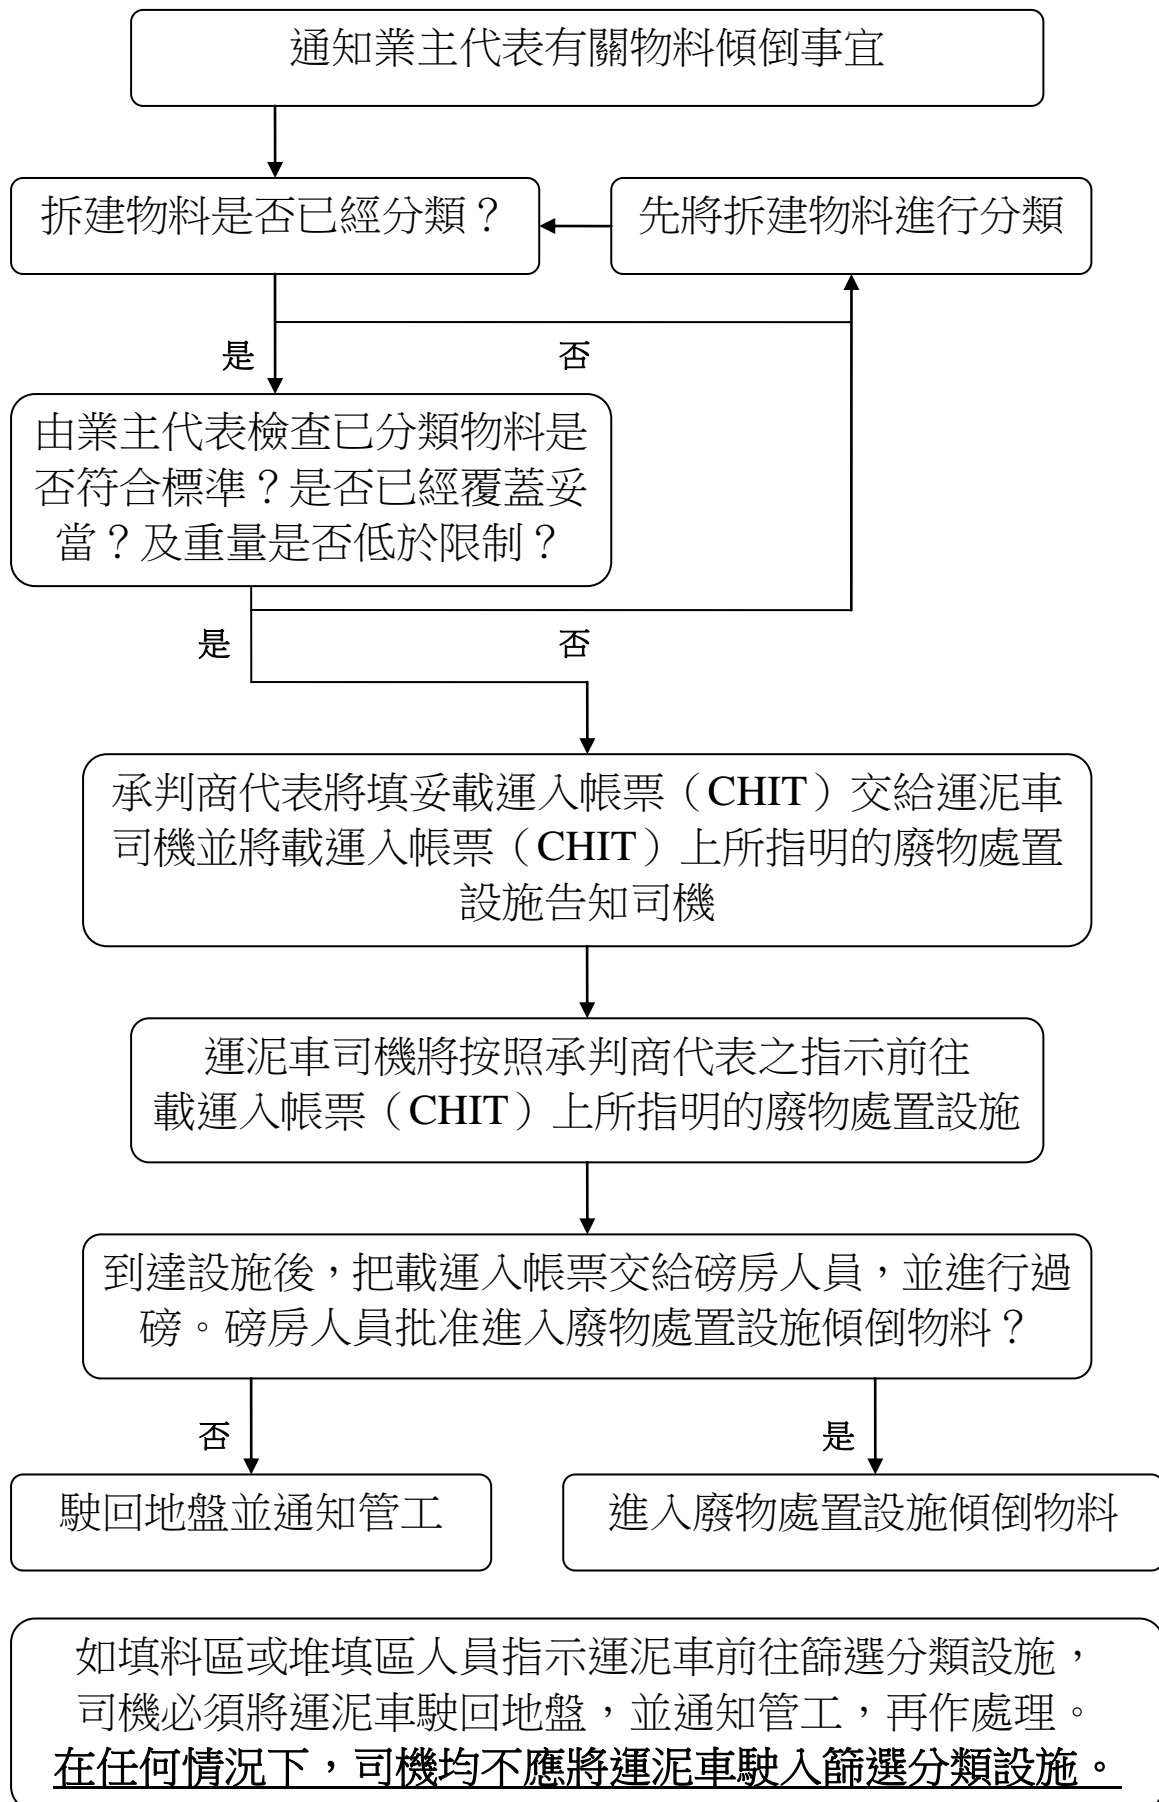 通知業主代表有關物料傾倒事宜
拆建物料是否已經分類？
先將拆建物料進行分類
是
否
由業主代表檢查已分類物料是
否符合標準？是否已經覆蓋妥
當？及重量是否低於限制？
是
否
承判商代表將填妥載運入帳票（CHIT）交給運泥車
司機並將載運入帳票（CHIT）上所指明的廢物處置
設施告知司機
運泥車司機將按照承判商代表之指示前往
載運入帳票（CHIT）上所指明的廢物處置設施
到達設施後，把載運入帳票交給磅房人員，並進行過
磅。磅房人員批准進入廢物處置設施傾倒物料？
否
是
駛回地盤並通知管工
進入廢物處置設施傾倒物料
如填料區或堆填區人員指示運泥車前往篩選分類設施，
司機必須將運泥車駛回地盤，並通知管工，再作處理。
在任何情況下，司機均不應將運泥車駛入篩選分類設施。